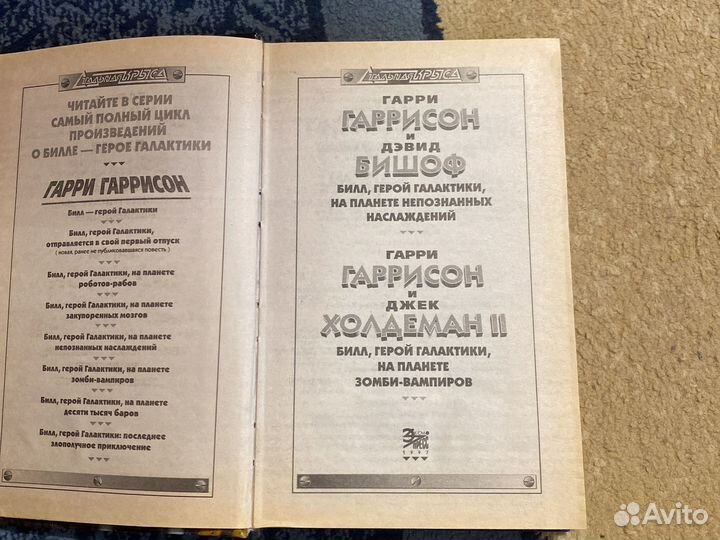 Стальная Крыса
ЧИТАЙТЕ В СЕРИИ
САМЫЙ ПОЛНЫЙ ЦИКЛ
ПРОИЗВЕДЕНИЙ
О БИЛЛЕ — ГЕРОЕ ГАЛАКТИКИ
ГАРРИ ГАРРИСОН
Билл — герой Галактики
Билл, герой Галактики,
отправляется в свой первый отпуск
(новая, ранее не публиковавшаяся повесть)
Билл, герой Галактики, на планете
роботов-рабов
Билл, герой Галактики, на планете
закупоренных мозгов
Билл, герой Галактики, на планете
непознанных наслаждений
Билл, герой Галактики, на планете
зомби-вампиров
Билл, герой Галактики, на планете
десяти тысяч баров
Билл, герой Галактики: последнее
злополучное приключение
Стальная Крыса
ГАРРИ
ГАРРИСОН
И
ДЭВИД
БИШОФ
БИЛЛ, ГЕРОЙ ГАЛАКТИКИ,
НА ПЛАНЕТЕ НЕПОЗНАННЫХ
НАСЛАЖДЕНИЙ
ГАРРИ
ГАРРИСОН
И
ДЖЕК
ХОЛДЕМАН II
БИЛЛ, ГЕРОЙ ГАЛАКТИКИ,
НА ПЛАНЕТЕ
ЗОМБИ-ВАМПИРОВ
1997
Avito